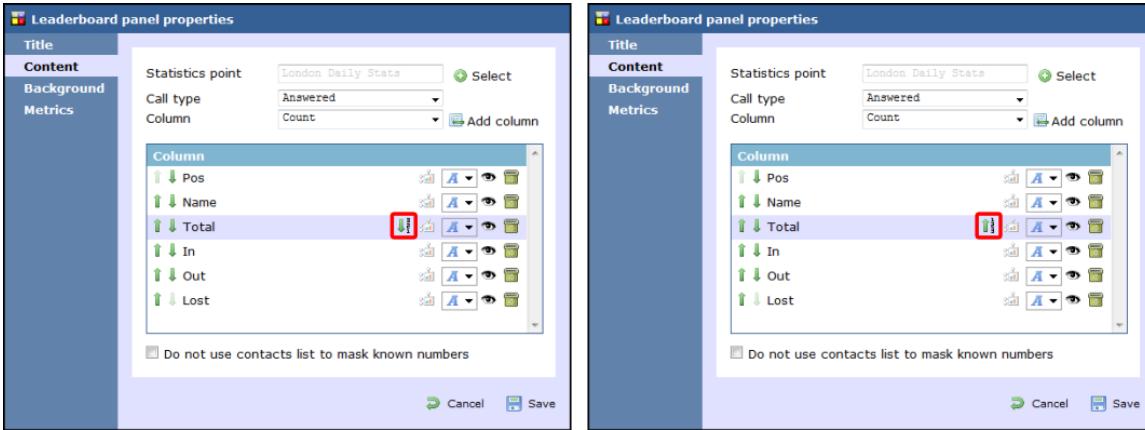 Leaderboard panel properties
Title
Content
Background
Metrics
Statistics point London Daily Stats Select
Call type Answered
Column Count Add column
Column
Pos A
Name A
Total A
In A
Out A
Lost A
Do not use contacts list to mask known numbers
Cancel Save
Leaderboard panel properties
Title
Content
Background
Metrics
Statistics point London Daily Stats Select
Call type Answered
Column Count Add column
Column
Pos A
Name A
Total A
In A
Out A
Lost A
Do not use contacts list to mask known numbers
Cancel Save